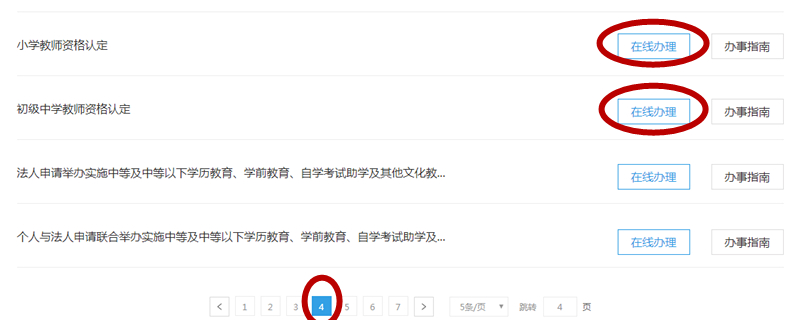 小学教师资格认定 在线办理 办事指南
初级中学教师资格认定 在线办理 办事指南
法人申请举办实施中等及中等以下学历教育、学前教育、自学考试助学及其他文化教... 在线办理 办事指南
个人与法人申请联合举办实施中等及中等以下学历教育、学前教育、自学考试助学及... 在线办理 办事指南
< 1 2 3 4 5 6 7 > 5条/页 跳转 4 页